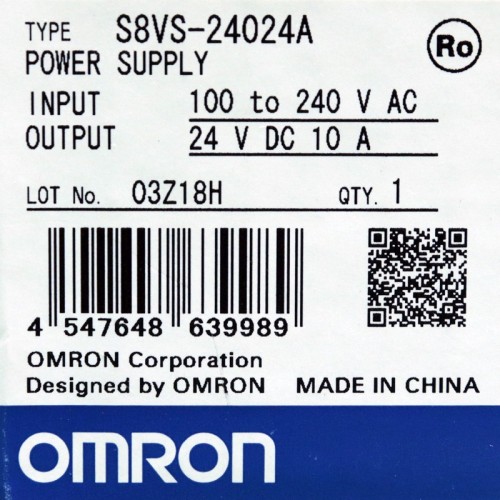 TYPE S8VS-24024A
Ro
POWER SUPPLY
INPUT 100 to 240 V AC
OUTPUT 24 V DC 10 A
LOT No. 03Z18H QTY. 1
4 547648 639989
OMRON Corporation
Designed by OMRON MADE IN CHINA
OMRON